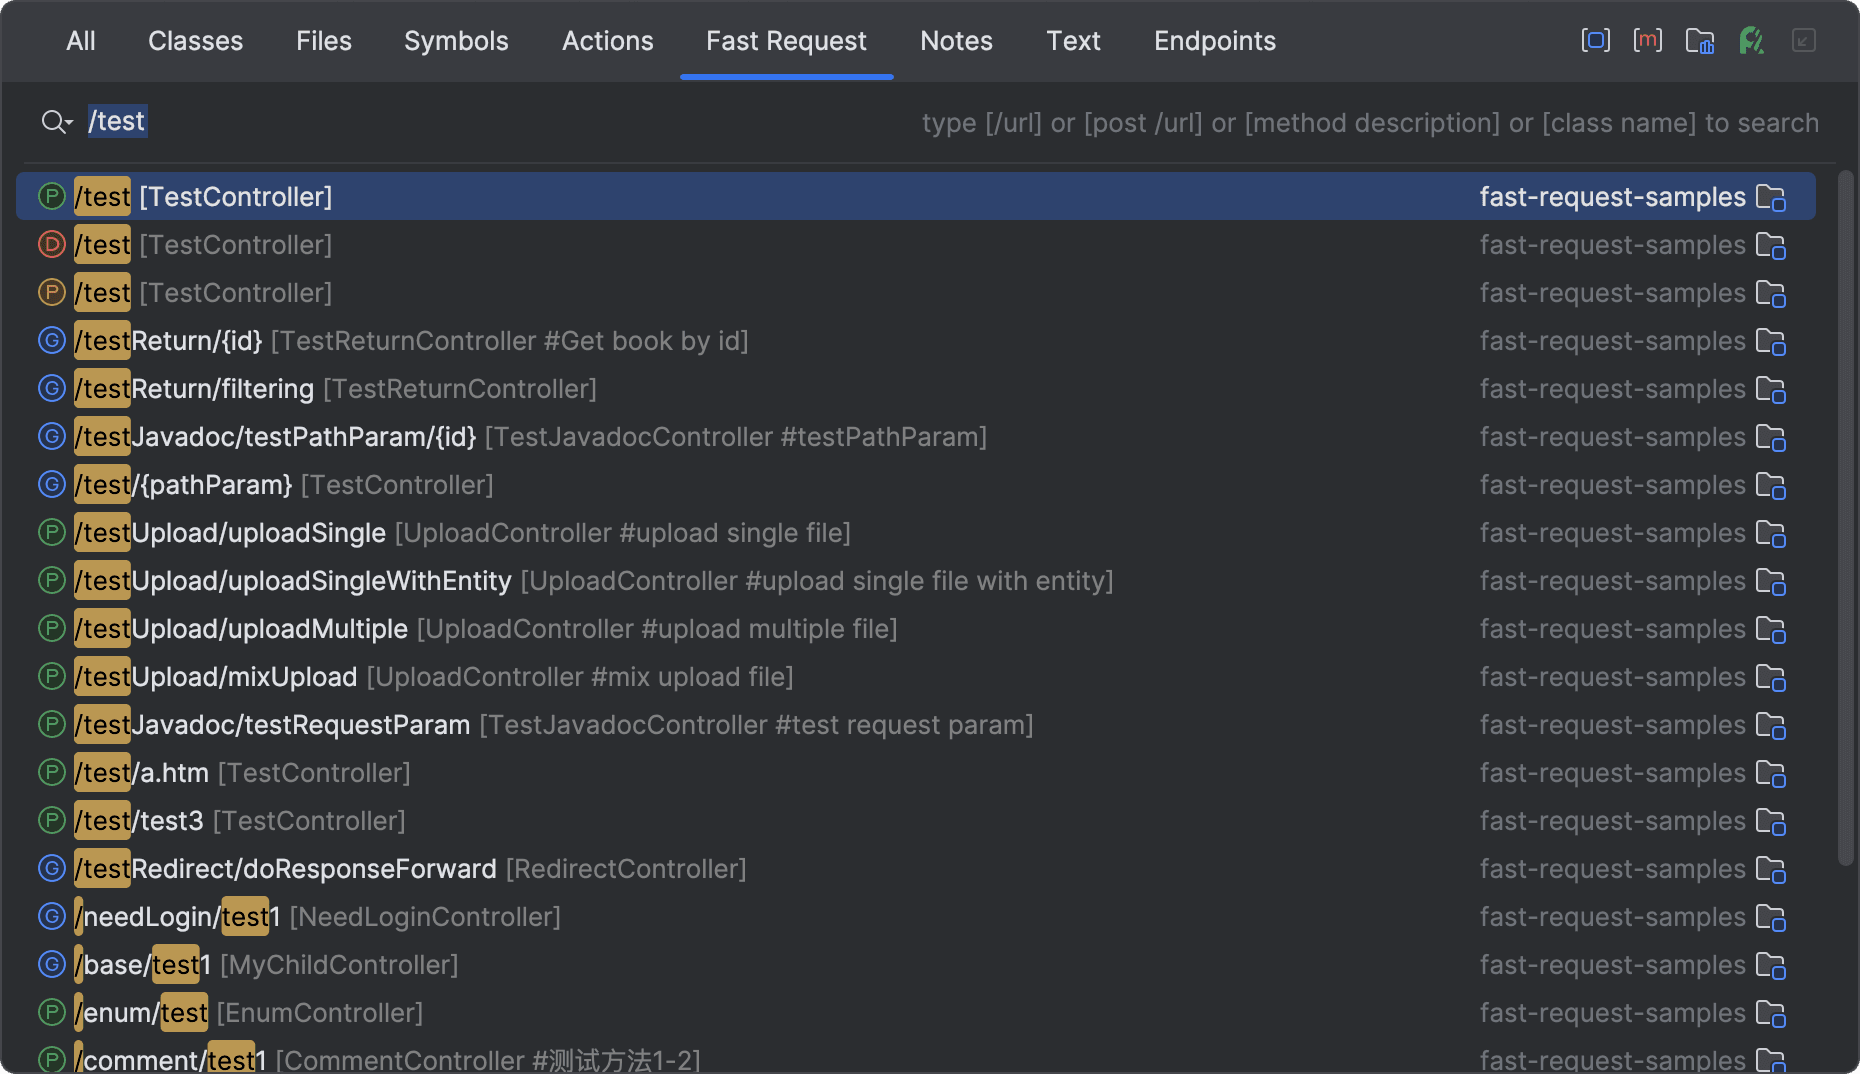 All Classes Files Symbols Actions Fast Request Notes Text Endpoints
/test type [/url] or [post /url] or [method description] or [class name] to search
P /test [TestController] fast-request-samples
D /test [TestController] fast-request-samples
P /test [TestController] fast-request-samples
G /testReturn/{id} [TestReturnController #Get book by id] fast-request-samples
G /testReturn/filtering [TestReturnController] fast-request-samples
G /testJavadoc/testPathParam/{id} [TestJavadocController #testPathParam] fast-request-samples
G /test/{pathParam} [TestController] fast-request-samples
P /testUpload/uploadSingle [UploadController #upload single file] fast-request-samples
P /testUpload/uploadSingleWithEntity [UploadController #upload single file with entity] fast-request-samples
P /testUpload/uploadMultiple [UploadController #upload multiple file] fast-request-samples
P /testUpload/mixUpload [UploadController #mix upload file] fast-request-samples
P /testJavadoc/testRequestParam [TestJavadocController #test request param] fast-request-samples
P /test/a.htm [TestController] fast-request-samples
P /test/test3 [TestController] fast-request-samples
G /testRedirect/doResponseForward [RedirectController] fast-request-samples
G /needLogin/test1 [NeedLoginController] fast-request-samples
G /base/test1 [MyChildController] fast-request-samples
P /enum/test [EnumController] fast-request-samples
P /comment/test1 [CommentController #测试方法1-2] fast-request-samples